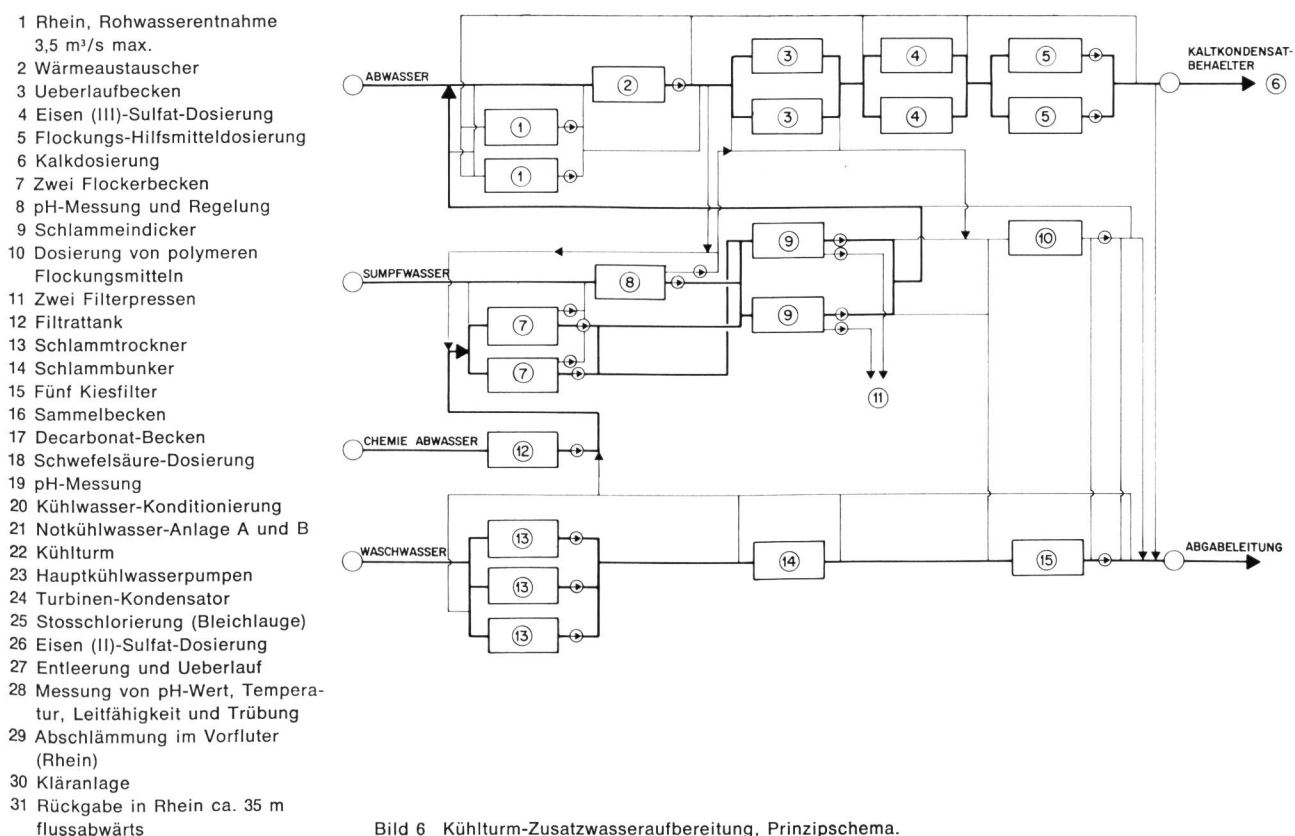 1 Rhein, Rohwasserentnahme
3,5 m³/s max.
2 Wärmeaustauscher
3 Ueberlaufbecken
4 Eisen (III)-Sulfat-Dosierung
5 Flockungs-Hilfsmitteldosierung
6 Kalkdosierung
7 Zwei Flockerbecken
8 pH-Messung und Regelung
9 Schlammeindicker
10 Dosierung von polymeren
Flockungsmitteln
11 Zwei Filterpressen
12 Filtrattank
13 Schlammtrockner
14 Schlammbunker
15 Fünf Kiesfilter
16 Sammelbecken
17 Decarbonat-Becken
18 Schwefelsäure-Dosierung
19 pH-Messung
20 Kühlwasser-Konditionierung
21 Notkühlwasser-Anlage A und B
22 Kühlturm
23 Hauptkühlwasserpumpen
24 Turbinen-Kondensator
25 Stosschlorierung (Bleichlauge)
26 Eisen (II)-Sulfat-Dosierung
27 Entleerung und Ueberlauf
28 Messung von pH-Wert, Tempera-
tur, Leitfähigkeit und Trübung
29 Abschlämmung im Vorfluter
(Rhein)
30 Kläranlage
31 Rückgabe in Rhein ca. 35 m
flussabwärts
ABWASSER
2
3
3
4
4
5
5
KALTKONDENSAT-
BEHAELTER
6
1
1
SUMPFWASSER
8
7
7
9
9
10
11
CHEMIE ABWASSER
12
WASCHWASSER
13
13
13
14
15
ABGABELEITUNG
Bild 6 Kühlturm-Zusatzwasseraufbereitung, Prinzipschema.